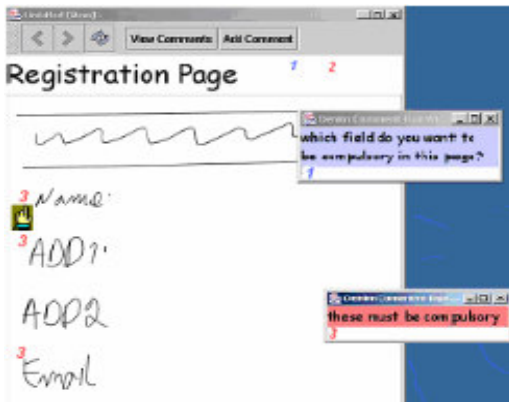 View Comments Add Comment
Registration Page 1 2
which field do you want to
be compulsory in this page?
1
3 Name:
3 ADD1:
ADD2
these must be compulsory
3
3 Email